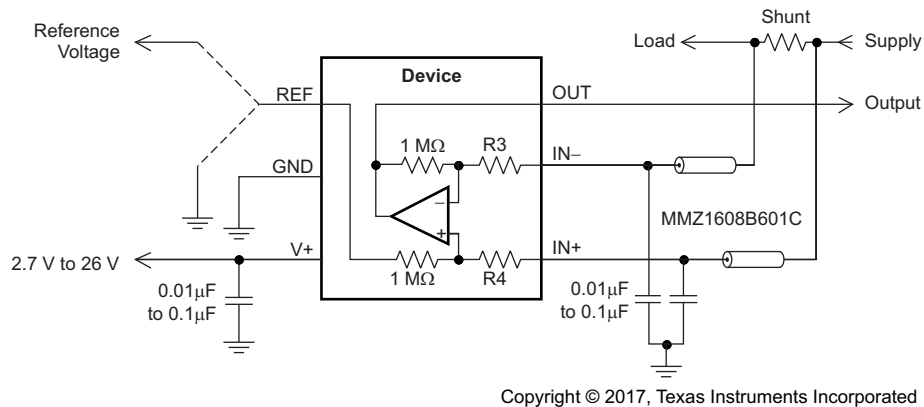 Shunt
Reference
Voltage
Load
Supply
Device
REF
OUT
Output
1 MΩ
R3
IN−
GND
−
MMZ1608B601C
+
V+
IN+
2.7 V to 26 V
1 MΩ
R4
0.01μF
to 0.1μF
0.01μF
to 0.1μF
Copyright © 2017, Texas Instruments Incorporated